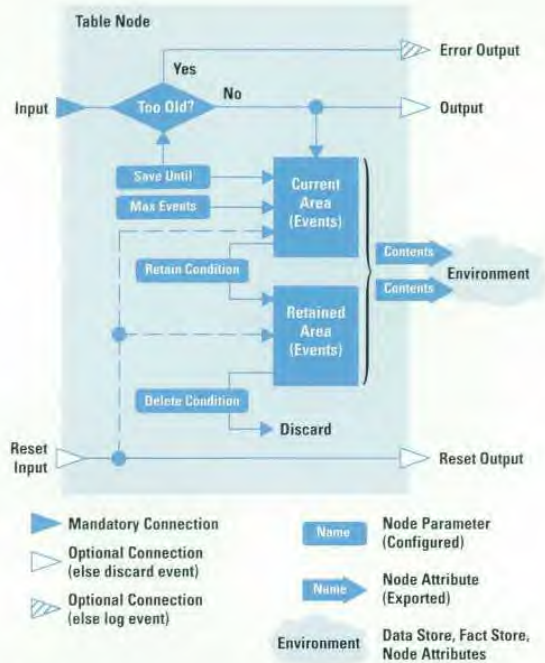 Table Node
Error Output
Yes
Input
Too Old?
No
Output
Save Until
Max Events
Current
Area
(Events)
Contents
Retain Condition
Environment
Contents
Retained
Area
(Events)
Delete Condition
Discard
Reset
Input
Reset Output
Mandatory Connection
Optional Connection
(else discard event)
Optional Connection
(else log event)
Name
Node Parameter
(Configured)
Name
Node Attribute
(Exported)
Environment
Data Store, Fact Store,
Node Attributes